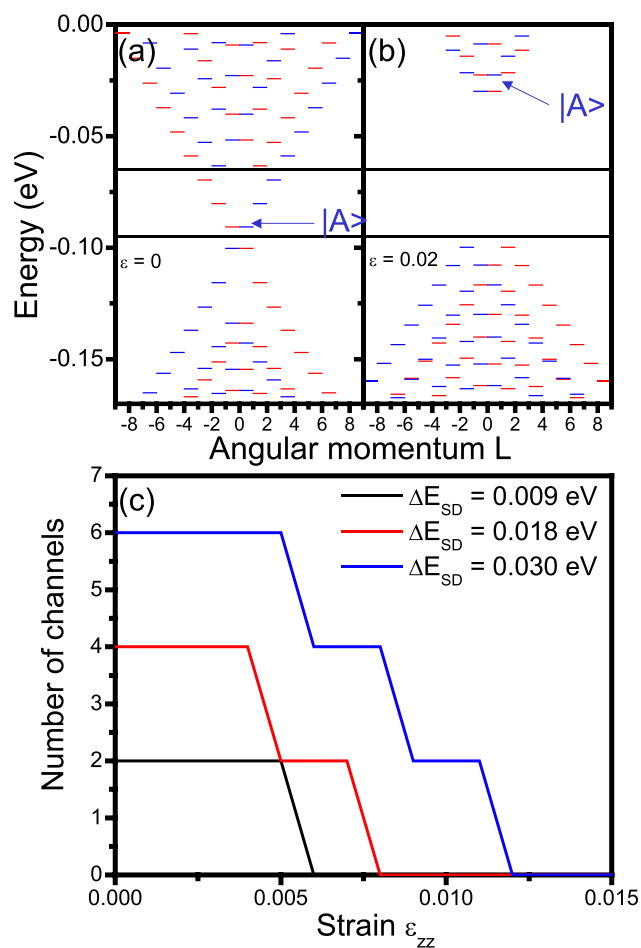 (a)
(b)
0.00
-0.05
-0.10
-0.15
Energy (eV)
|A>
|A>
ε = 0
ε = 0.02
-8 -6 -4 -2 0 2 4 6 8
-8 -6 -4 -2 0 2 4 6 8
Angular momentum L
(c)
7
6
5
4
3
2
1
0
Number of channels
ΔE_SD = 0.009 eV
ΔE_SD = 0.018 eV
ΔE_SD = 0.030 eV
0.000 0.005 0.010 0.015
Strain ε_zz